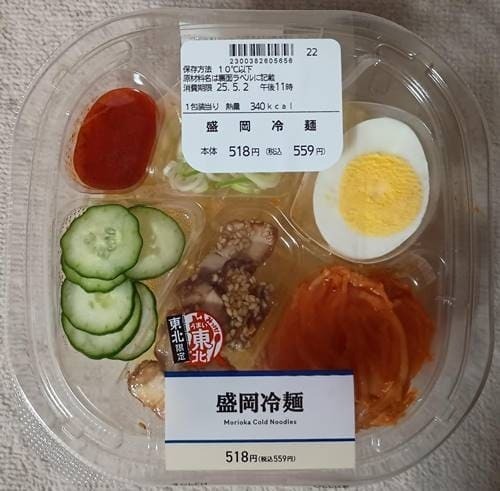 2300382605656
22
保存方法 10℃以下
原材料名は裏面ラベルに記載
消費期限 25.5.2 午後11時
1包装当り 熱量 340kcal
盛岡冷麺
本体 518円 (税込) 559円
うまい
東北
東北限定
盛岡冷麺
Morioka Cold Noodles
518円(税込559円)